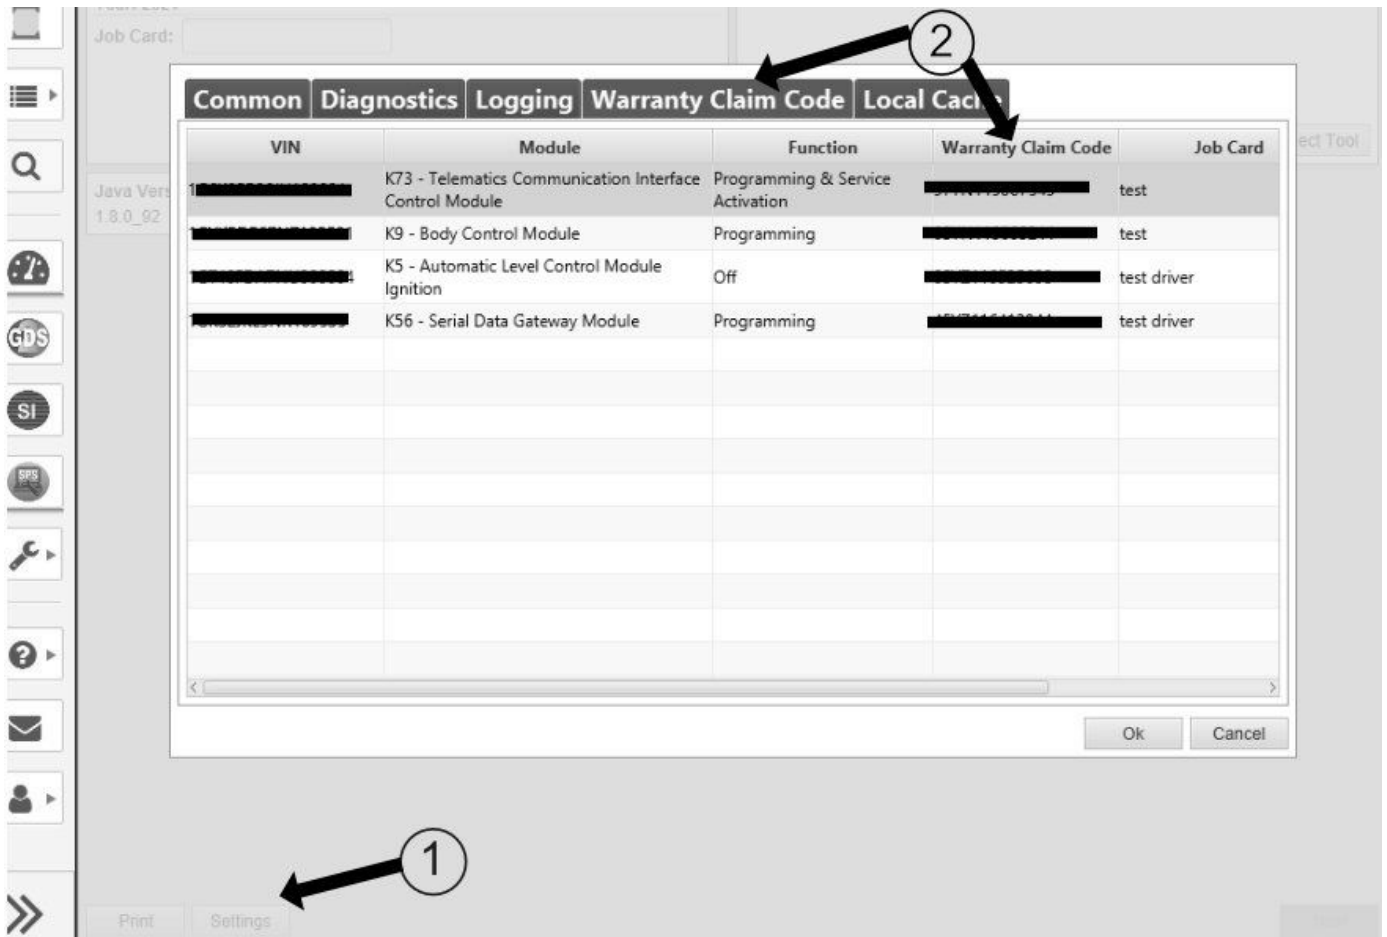 Job Card:
2
Common Diagnostics Logging Warranty Claim Code Local Cache
VIN Module Function Warranty Claim Code Job Card
ect Tool
K73 - Telematics Communication Interface Control Module Programming & Service Activation test
Java Vers
1.8.0_92
K9 - Body Control Module Programming test
K5 - Automatic Level Control Module Ignition Off test driver
GDS
K56 - Serial Data Gateway Module Programming test driver
SI
SPS
Ok Cancel
1
Print Settings